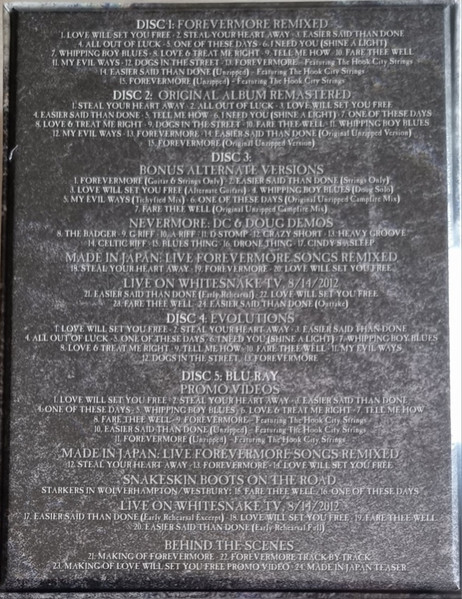 DISC 1: FOREVERMORE REMIXED
1. LOVE WILL SET YOU FREE · 2. STEAL YOUR HEART AWAY · 3. EASIER SAID THAN DONE
4. ALL OUT OF LUCK · 5. ONE OF THESE DAYS · 6. I NEED YOU (SHINE A LIGHT)
7. WHIPPING BOY BLUES · 8. LOVE & TREAT ME RIGHT · 9. TELL ME HOW · 10. FARE THEE WELL
11. MY EVIL WAYS · 12. DOGS IN THE STREET · 13. FOREVERMORE · Featuring The Hook City Strings
14. EASIER SAID THAN DONE (Unzipped) · Featuring The Hook City Strings
15. FOREVERMORE (Unzipped) · Featuring The Hook City Strings
DISC 2: ORIGINAL ALBUM REMASTERED
1. STEAL YOUR HEART AWAY · 2. ALL OUT OF LUCK · 3. LOVE WILL SET YOU FREE
4. EASIER SAID THAN DONE · 5. TELL ME HOW · 6. I NEED YOU (SHINE A LIGHT) · 7. ONE OF THESE DAYS
8. LOVE & TREAT ME RIGHT · 9. DOGS IN THE STREET · 10. FARE THEE WELL · 11. WHIPPING BOY BLUES
12. MY EVIL WAYS · 13. FOREVERMORE · 14. EASIER SAID THAN DONE (Original Unzipped Version)
15. FOREVERMORE (Original Unzipped Version)
DISC 3:
BONUS ALTERNATE VERSIONS
1. FOREVERMORE (Guitar & Strings Only) · 2. EASIER SAID THAN DONE (Strings Only)
3. LOVE WILL SET YOU FREE (Alternate Guitars) · 4. WHIPPING BOY BLUES (Doug Solo)
5. MY EVIL WAYS (Tichyfied Mix) · 6. ONE OF THESE DAYS (Original Unzipped Campfire Mix)
7. FARE THEE WELL (Original Unzipped Campfire Mix)
NEVERMORE: DC & DOUG DEMOS
8. THE BADGER · 9. G RIFF · 10. A RIFF · 11. D STOMP · 12. CRAZY SHORT · 13. HEAVY GROOVE
14. CELTIC RIFF · 15. BLUES THING · 16. DRONE THING · 17. CINDY'S ASLEEP
MADE IN JAPAN: LIVE FOREVERMORE SONGS REMIXED
18. STEAL YOUR HEART AWAY · 19. FOREVERMORE · 20. LOVE WILL SET YOU FREE
LIVE ON WHITESNAKE TV, 8/14/2012
21. EASIER SAID THAN DONE (Early Rehearsal) · 22. LOVE WILL SET YOU FREE
23. FARE THEE WELL · 24. EASIER SAID THAN DONE
DISC 4: EVOLUTIONS
1. LOVE WILL SET YOU FREE · 2. STEAL YOUR HEART AWAY · 3. EASIER SAID THAN DONE
4. ALL OUT OF LUCK · 5. ONE OF THESE DAYS · 6. I NEED YOU (SHINE A LIGHT) · 7. WHIPPING BOY BLUES
8. LOVE & TREAT ME RIGHT · 9. TELL ME HOW · 10. FARE THEE WELL · 11. MY EVIL WAYS
12. DOGS IN THE STREET · 13. FOREVERMORE
DISC 5: BLU-RAY
PROMO VIDEOS
1. LOVE WILL SET YOU FREE · 2. STEAL YOUR HEART AWAY · 3. EASIER SAID THAN DONE
4. ONE OF THESE DAYS · 5. WHIPPING BOY BLUES · 6. LOVE & TREAT ME RIGHT · 7. TELL ME HOW
8. FARE THEE WELL · 9. FOREVERMORE · Featuring The Hook City Strings
10. EASIER SAID THAN DONE (Unzipped) · Featuring The Hook City Strings
11. FOREVERMORE (Unzipped) · Featuring The Hook City Strings
MADE IN JAPAN: LIVE FOREVERMORE SONGS REMIXED
12. STEAL YOUR HEART AWAY · 13. FOREVERMORE · 14. LOVE WILL SET YOU FREE
SNAKESKIN BOOTS ON THE ROAD
STARKERS IN WOLVERHAMPTON/WESTBURY: 15. FARE THEE WELL · 16. ONE OF THESE DAYS
LIVE ON WHITESNAKE TV, 8/14/2012
17. EASIER SAID THAN DONE (Early Rehearsal Excerpt) · 18. LOVE WILL SET YOU FREE · 19. FARE THEE WELL
20. EASIER SAID THAN DONE (Early Rehearsal Full)
BEHIND THE SCENES
21. MAKING OF FOREVERMORE · 22. FOREVERMORE TRACK BY TRACK
23. MAKING OF LOVE WILL SET YOU FREE PROMO VIDEO · 24. MADE IN JAPAN TEASER